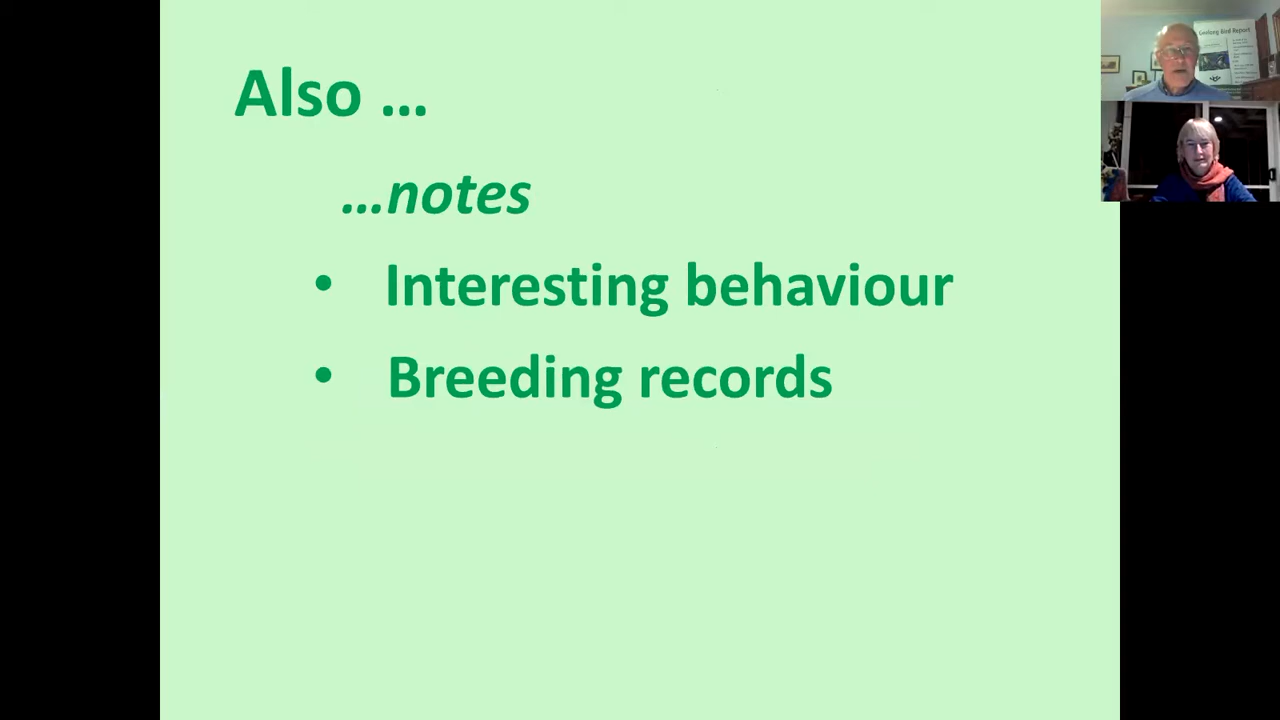 Also ...
...notes
• Interesting behaviour
• Breeding records
Geelong Bird Report